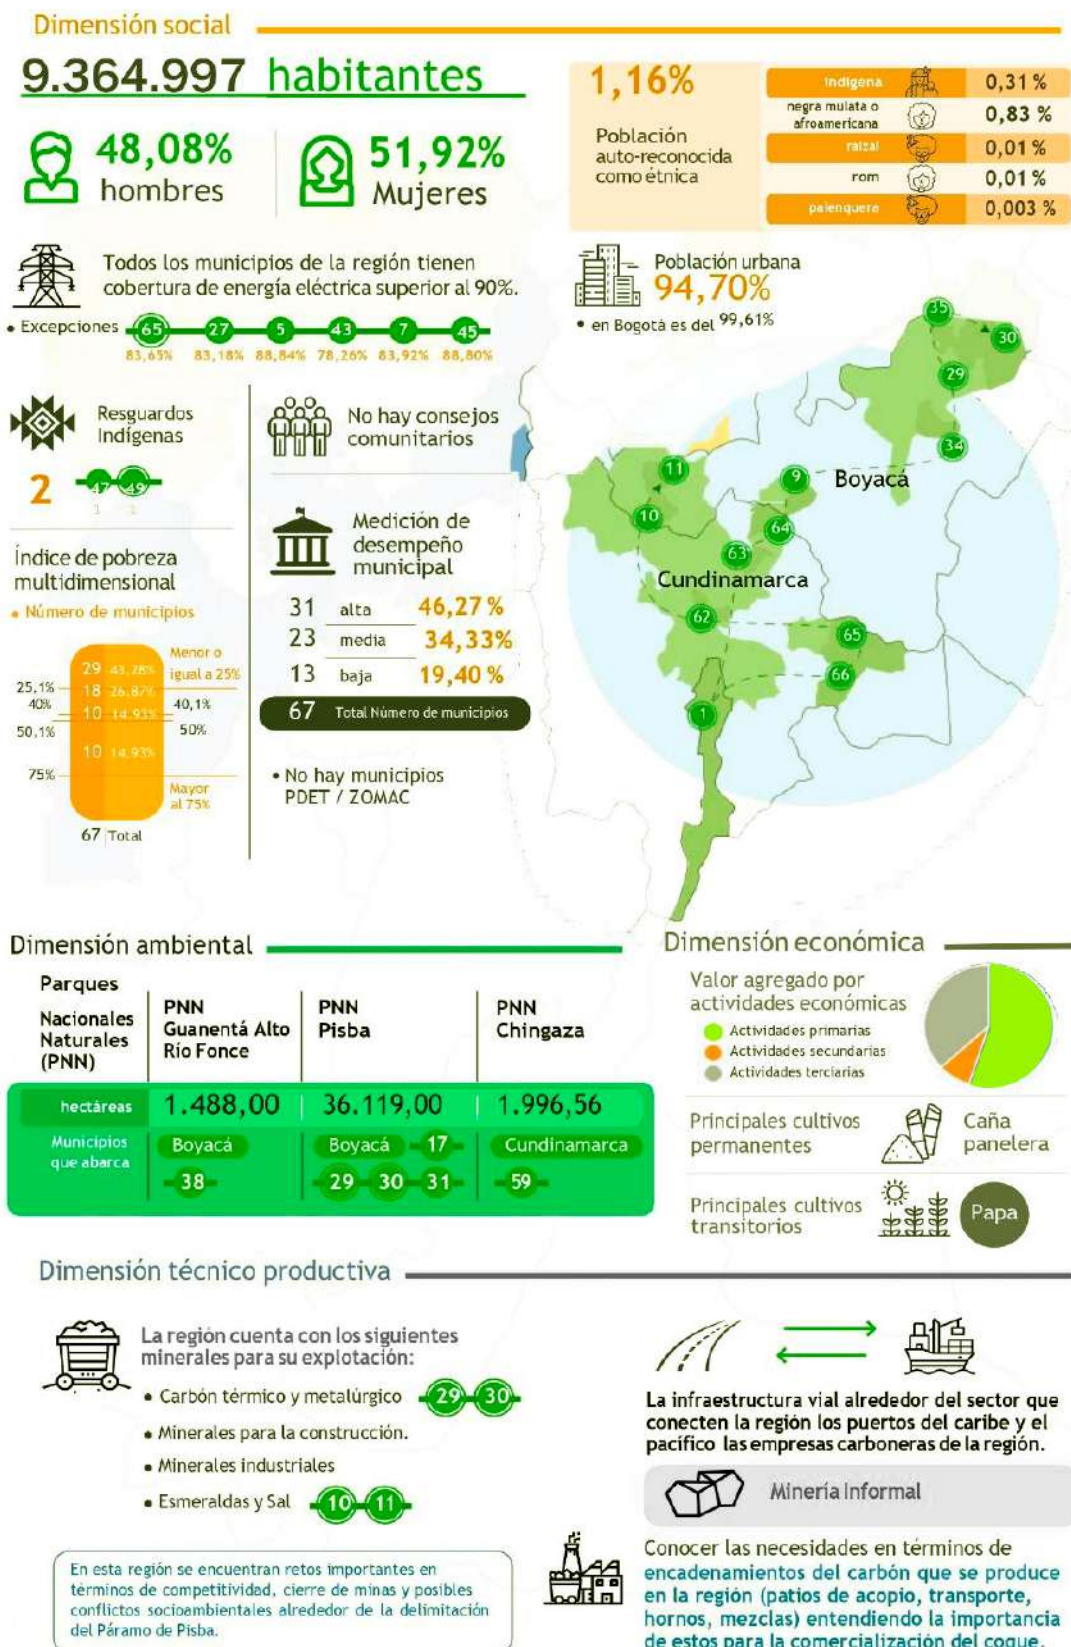 Dimensión social
9.364.997 habitantes
48,08%
hombres
51,92%
Mujeres
1,16%
Población
auto-reconocida
como étnica
indígena 0,31 %
negra mulata o
afroamericana 0,83 %
raizal 0,01 %
rom 0,01 %
palenquera 0,003 %
Todos los municipios de la región tienen
cobertura de energía eléctrica superior al 90%.
• Excepciones 65 27 5 43 7 45
83,65% 83,18% 88,84% 78,26% 83,92% 88,80%
Población urbana
94,70%
• en Bogotá es del 99,61%
Resguardos
Indígenas
2 47 49
1 1
No hay consejos
comunitarios
Índice de pobreza
multidimensional
• Número de municipios
Menor o
igual a 25%
29 43,28%
25,1%
40%
18 26,87%
40,1%
50%
10 14,93%
50,1%
75%
10 14,93%
Mayor
al 75%
67 Total
Medición de
desempeño
municipal
31 alta 46,27 %
23 media 34,33%
13 baja 19,40 %
67 Total Número de municipios
• No hay municipios
PDET / ZOMAC
35
30
29
34
11
9
Boyacá
10
64
63
Cundinamarca
62
65
66
1
Dimensión ambiental
Parques
Nacionales
Naturales
(PNN)
PNN
Guanentá Alto
Río Fonce
PNN
Pisba
PNN
Chingaza
hectáreas 1.488,00 36.119,00 1.996,56
Municipios
que abarca
Boyacá
38
Boyacá 17
29 30 31
Cundinamarca
59
Dimensión económica
Valor agregado por
actividades económicas
Actividades primarias
Actividades secundarias
Actividades terciarias
Principales cultivos
permanentes
Caña
panelera
Principales cultivos
transitorios
Papa
Dimensión técnico productiva
La región cuenta con los siguientes
minerales para su explotación:
• Carbón térmico y metalúrgico 29 30
• Minerales para la construcción.
• Minerales industriales
• Esmeraldas y Sal 10 11
En esta región se encuentran retos importantes en
términos de competitividad, cierre de minas y posibles
conflictos socioambientales alrededor de la delimitación
del Páramo de Pisba.
La infraestructura vial alrededor del sector que
conecten la región los puertos del caribe y el
pacífico las empresas carboneras de la región.
Minería Informal
Conocer las necesidades en términos de
encadenamientos del carbón que se produce
en la región (patios de acopio, transporte,
hornos, mezclas) entendiendo la importancia
de estos para la comercialización del coque.